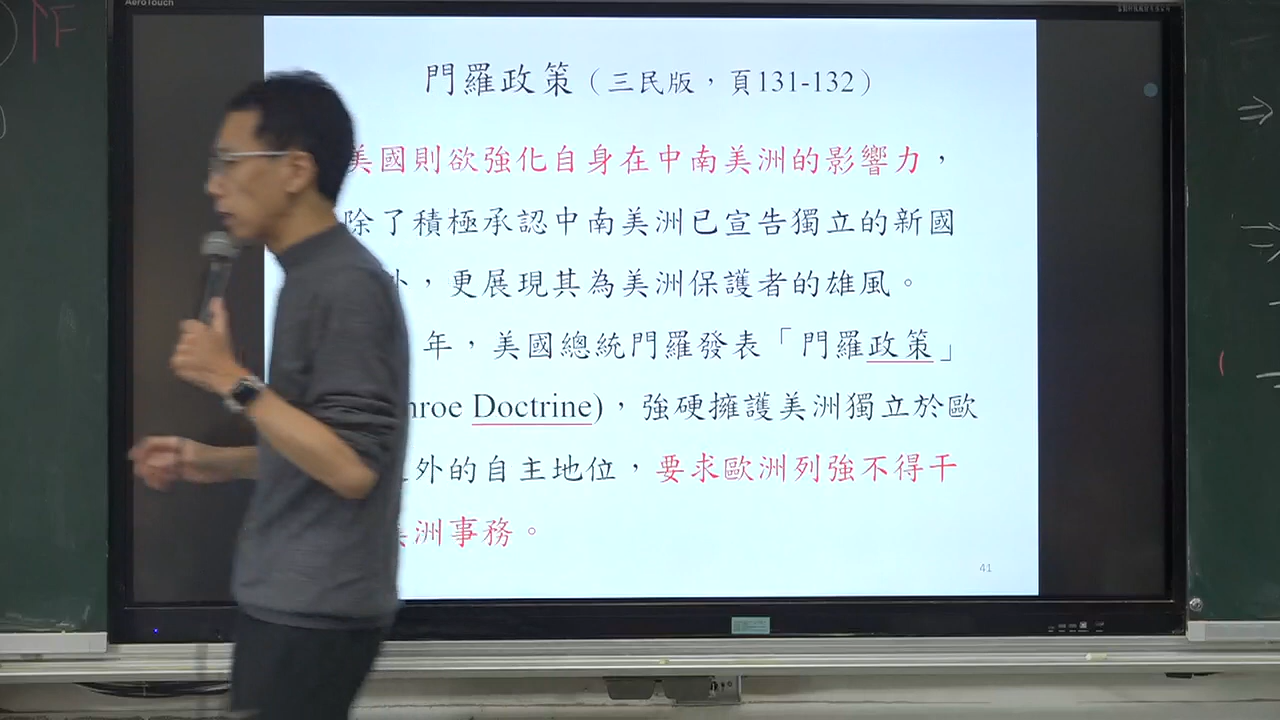 AeroTouch
門羅政策（三民版，頁131-132）
美國則欲強化自身在中南美洲的影響力，
除了積極承認中南美洲已宣告獨立的新國
外，更展現其為美洲保護者的雄風。
年，美國總統門羅發表「門羅政策」
nroe Doctrine)，強硬擁護美洲獨立於歐
外的自主地位，要求歐洲列強不得干
美洲事務。
41